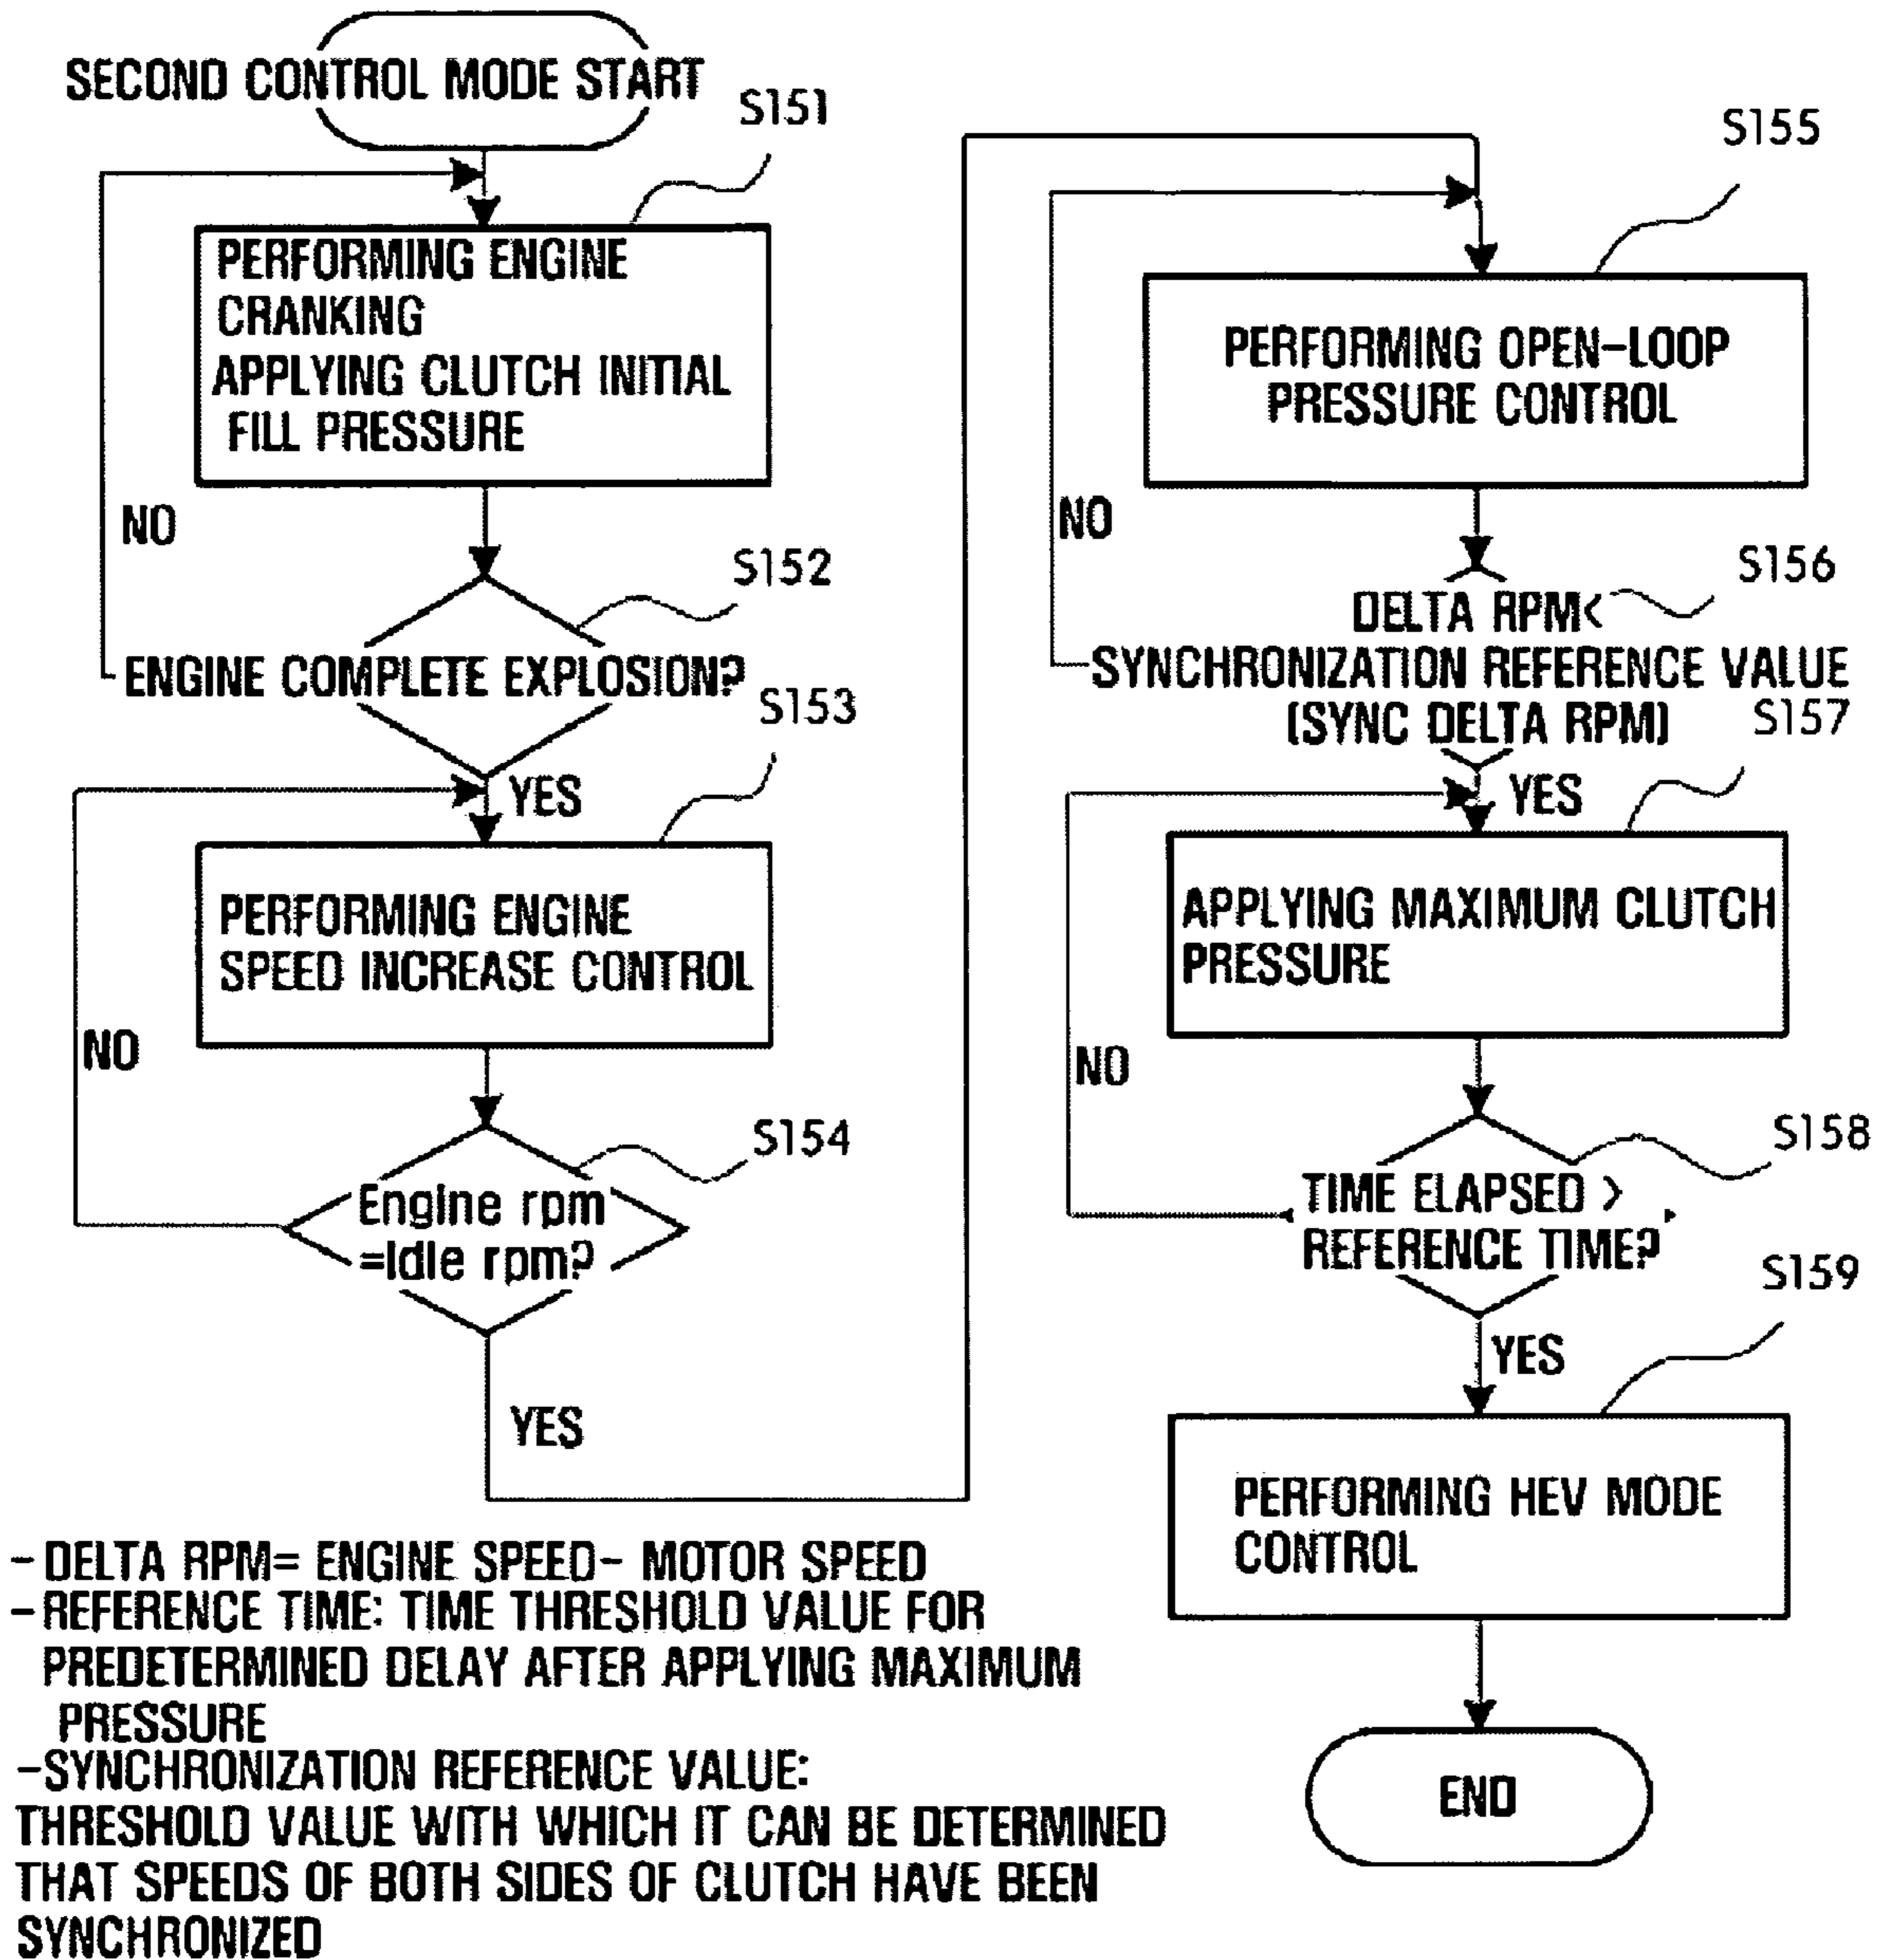 SECOND CONTROL MODE START
S151
PERFORMING ENGINE
CRANKING
APPLYING CLUTCH INITIAL
FILL PRESSURE
NO
S152
ENGINE COMPLETE EXPLOSION?
S153
YES
PERFORMING ENGINE
SPEED INCREASE CONTROL
NO
S154
Engine rpm
=Idle rpm?
YES
S155
PERFORMING OPEN-LOOP
PRESSURE CONTROL
NO
S156
DELTA RPM<
SYNCHRONIZATION REFERENCE VALUE
(SYNC DELTA RPM)
S157
YES
APPLYING MAXIMUM CLUTCH
PRESSURE
NO
S158
TIME ELAPSED >
REFERENCE TIME?
S159
YES
PERFORMING HEV MODE
CONTROL
END
- DELTA RPM= ENGINE SPEED- MOTOR SPEED
- REFERENCE TIME: TIME THRESHOLD VALUE FOR
PREDETERMINED DELAY AFTER APPLYING MAXIMUM
PRESSURE
-SYNCHRONIZATION REFERENCE VALUE:
THRESHOLD VALUE WITH WHICH IT CAN BE DETERMINED
THAT SPEEDS OF BOTH SIDES OF CLUTCH HAVE BEEN
SYNCHRONIZED